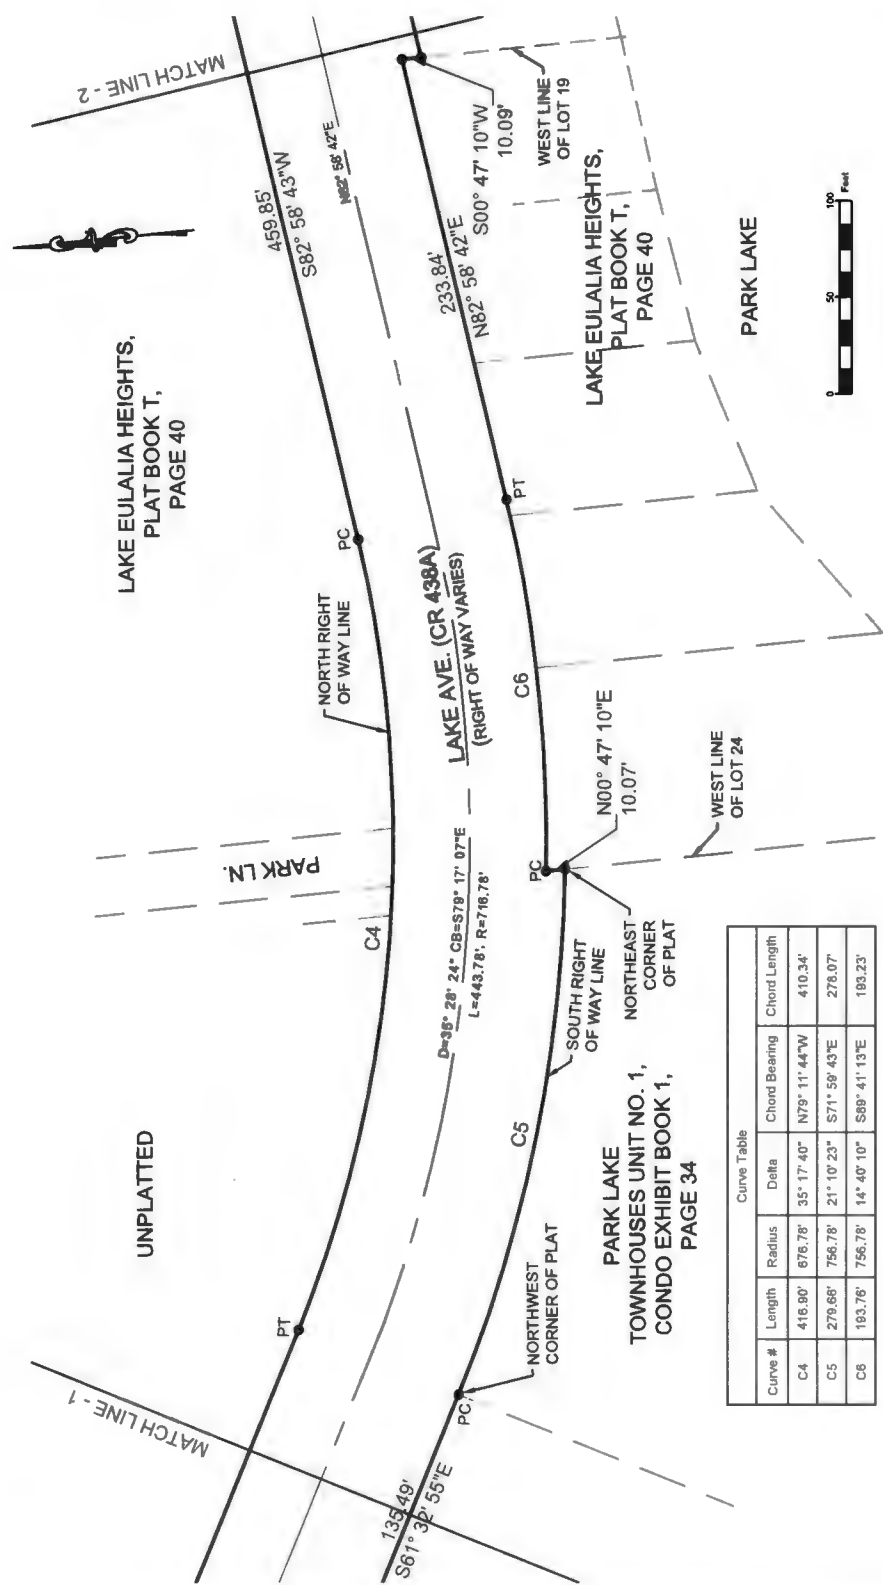 MATCH LINE - 1
MATCH LINE - 2
UNPLATTED
LAKE EULALIA HEIGHTS,
PLAT BOOK T,
PAGE 40
PT
C4
PARK LN.
NORTH RIGHT
OF WAY LINE
PC
459.85'
S82° 58' 43"W
N82° 58' 42"E
D=35° 28' 24" CB=S79° 17' 07"E
L=443.78', R=716.78'
LAKE AVE. (CR 438A)
(RIGHT OF WAY VARIES)
135.49'
S61° 32' 55"E
PC
NORTHWEST
CORNER OF PLAT
C5
SOUTH RIGHT
OF WAY LINE
PC
NORTHEAST
CORNER
OF PLAT
N00° 47' 10"E
10.07'
C6
PT
233.84'
N82° 58' 42"E
S00° 47' 10"W
10.09'
WEST LINE
OF LOT 19
WEST LINE
OF LOT 24
PARK LAKE
TOWNHOUSES UNIT NO. 1,
CONDO EXHIBIT BOOK 1,
PAGE 34
LAKE EULALIA HEIGHTS,
PLAT BOOK T,
PAGE 40
PARK LAKE
0 50 100
Feet
Curve Table
Curve # Length Radius Delta Chord Bearing Chord Length
C4 416.90' 676.78' 35° 17' 40" N79° 11' 44"W 410.34'
C5 279.66' 756.78' 21° 10' 23" S71° 59' 43"E 278.07'
C6 193.76' 756.78' 14° 40' 10" S89° 41' 13"E 193.23'